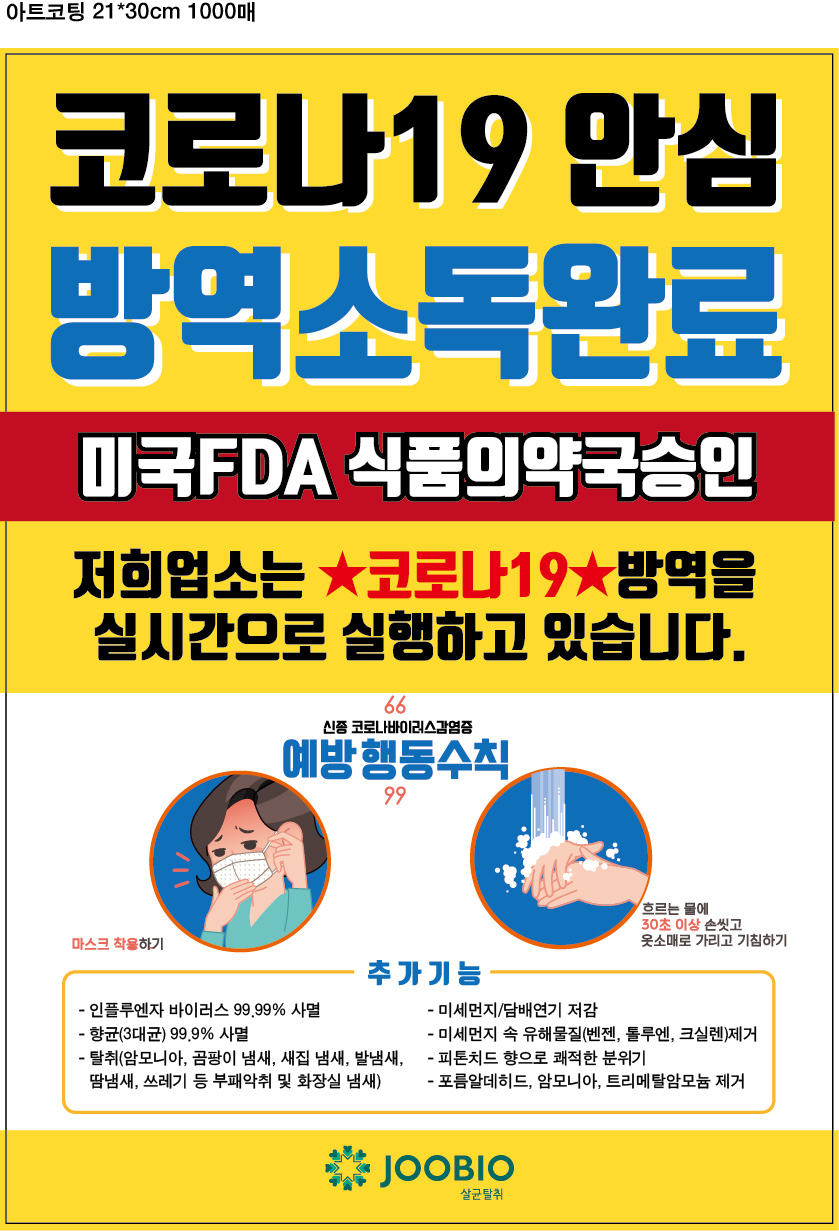 아트코팅 21*30cm 1000매
코로나19 안심
방역소독완료
미국FDA 식품의약국승인
저희업소는 ★코로나19★방역을
실시간으로 실행하고 있습니다.
66
신종 코로나바이러스감염증
예방 행동수칙
99
마스크 착용하기
흐르는 물에
30초 이상 손씻고
옷소매로 가리고 기침하기
추가기능
- 인플루엔자 바이러스 99,99% 사멸
- 향균(3대균) 99,9% 사멸
- 탈취(암모니아, 곰팡이 냄새, 새집 냄새, 발냄새,
땀냄새, 쓰레기 등 부패악취 및 화장실 냄새)
- 미세먼지/담배연기 저감
- 미세먼지 속 유해물질(벤젠, 톨루엔, 크실렌)제거
- 피톤치드 향으로 쾌적한 분위기
- 포름알데히드, 암모니아, 트리메탈암모늄 제거
JOOBIO
살균탈취